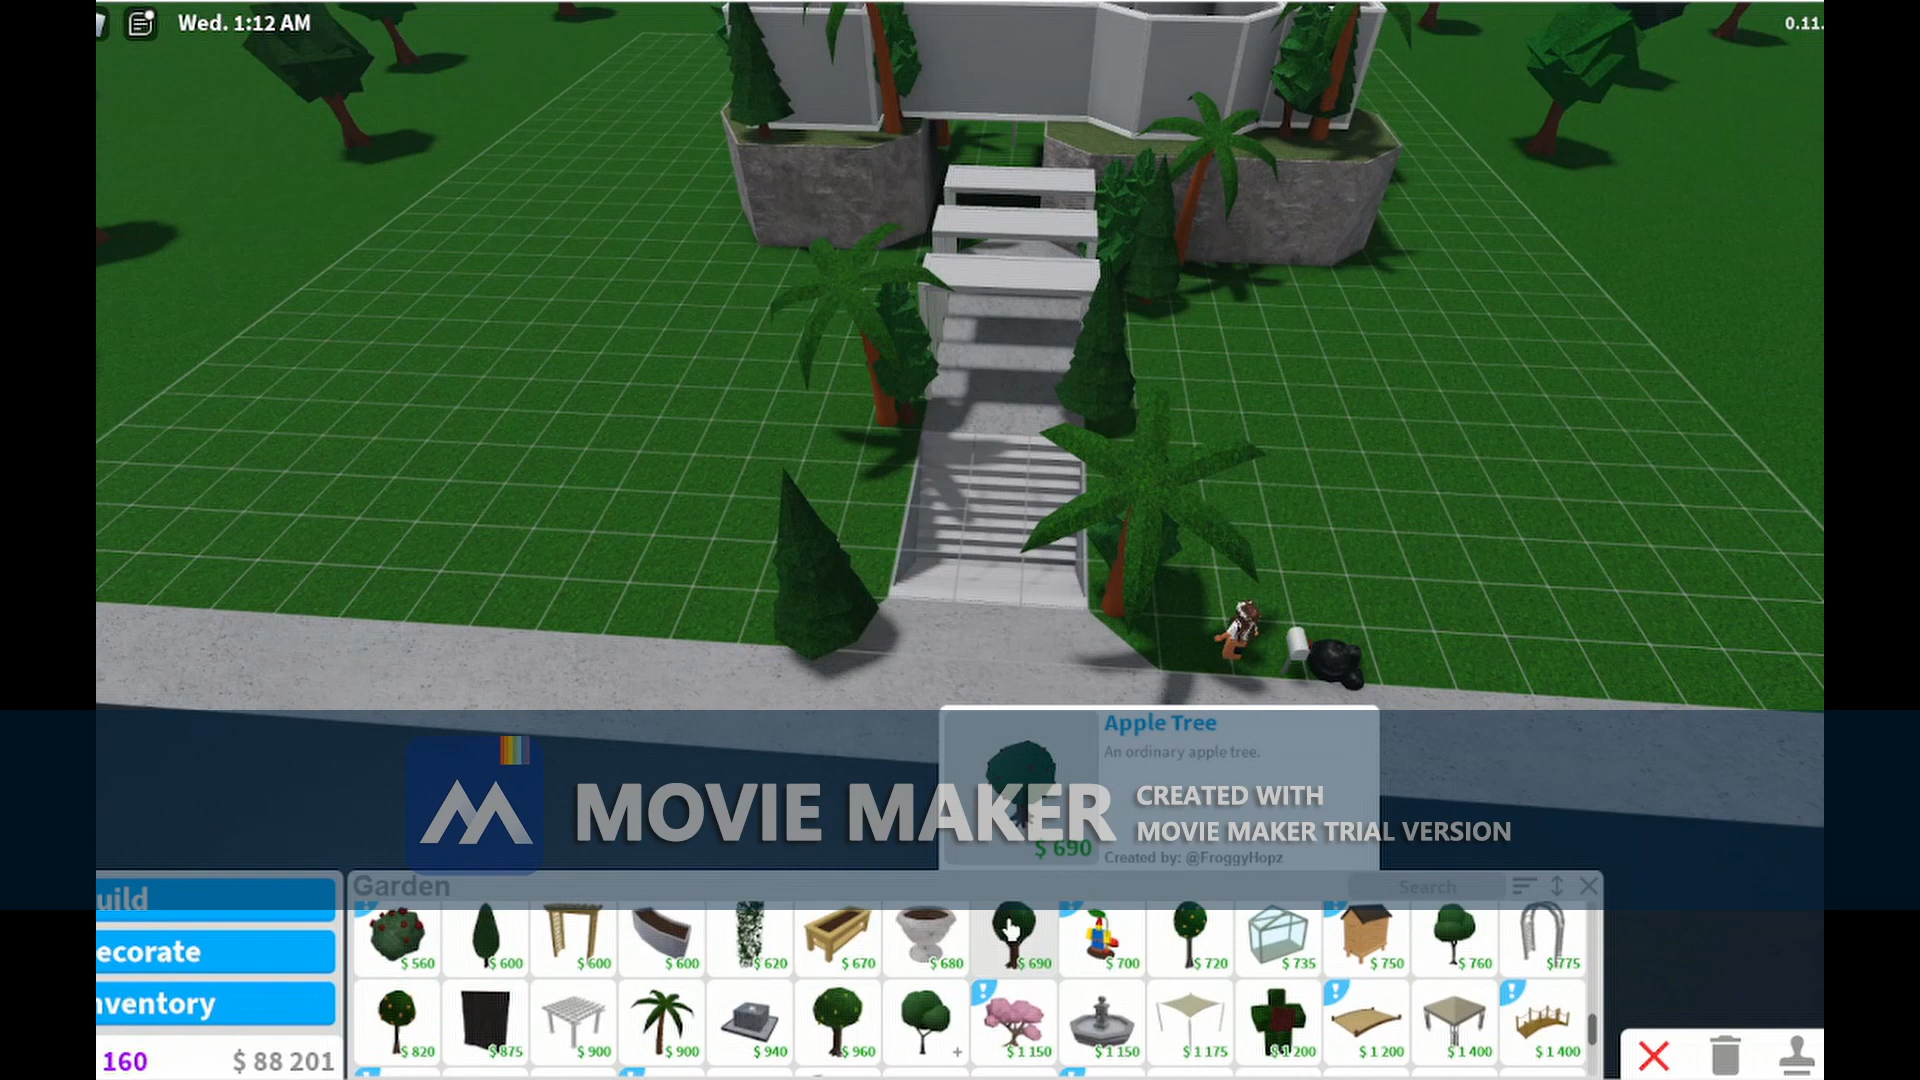 Wed. 1:12 AM
0.11.
Apple Tree
An ordinary apple tree.
MOVIE MAKER
CREATED WITH
MOVIE MAKER TRIAL VERSION
$ 690
Created by: @FroggyHopz
uild
Garden
Search
ecorate
nventory
$ 560
$ 600
$ 600
$ 600
$ 620
$ 670
$ 680
$ 690
$ 700
$ 720
$ 735
$ 750
$ 760
$ 775
$ 820
$ 875
$ 900
$ 900
$ 940
$ 960
+
$ 1 150
$ 1 150
$ 1 175
$ 1 200
$ 1 200
$ 1 400
$ 1 400
160
$ 88 201